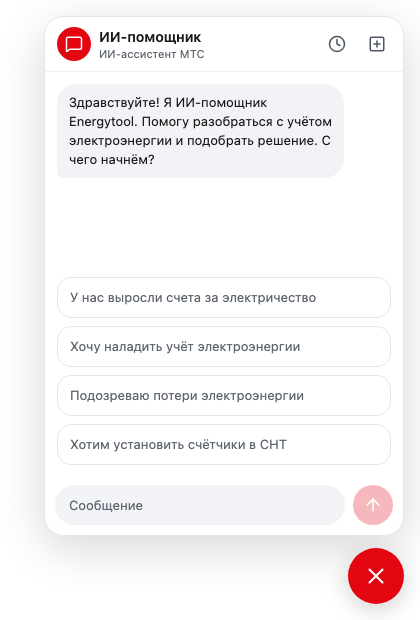 ИИ-помощник
ИИ-ассистент МТС
Здравствуйте! Я ИИ-помощник
Energytool. Помогу разобраться с учётом
электроэнергии и подобрать решение. С
чего начнём?
У нас выросли счета за электричество
Хочу наладить учёт электроэнергии
Подозреваю потери электроэнергии
Хотим установить счётчики в СНТ
Сообщение